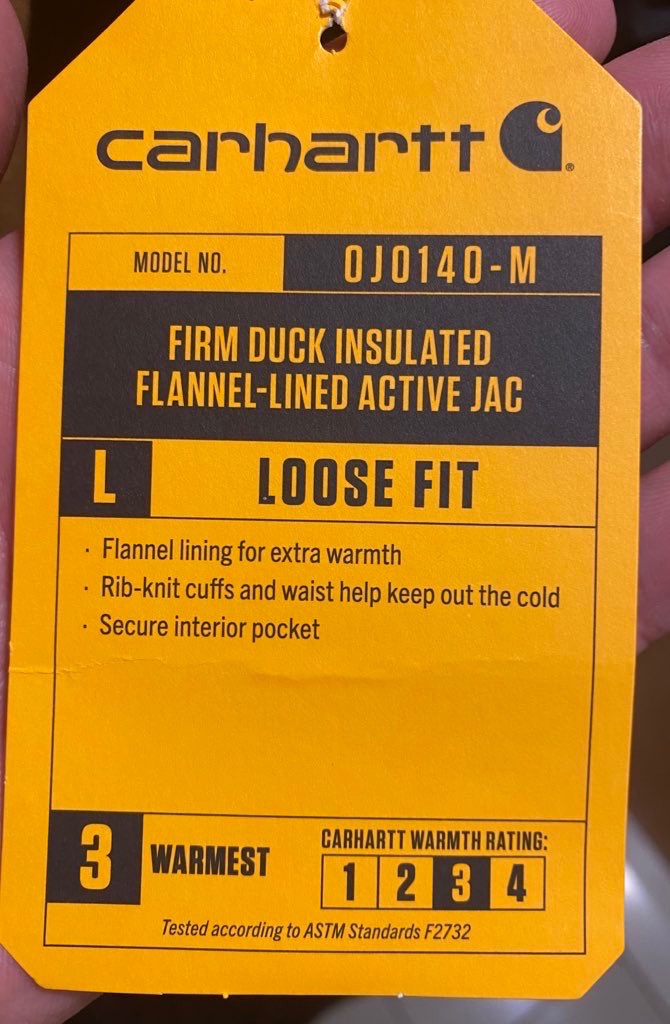 carhartt
MODEL NO. 0J0140-M
FIRM DUCK INSULATED
FLANNEL-LINED ACTIVE JAC
L LOOSE FIT
· Flannel lining for extra warmth
· Rib-knit cuffs and waist help keep out the cold
· Secure interior pocket
3 WARMEST
CARHARTT WARMTH RATING:
1 2 3 4
Tested according to ASTM Standards F2732